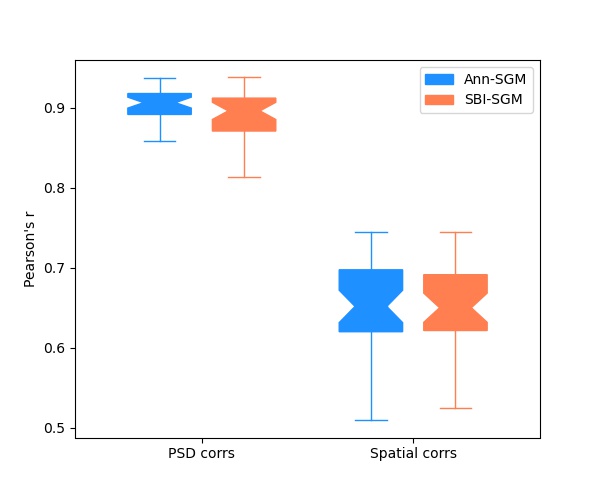 Ann-SGM
SBI-SGM
Pearson's r
0.9
0.8
0.7
0.6
0.5
PSD corrs
Spatial corrs